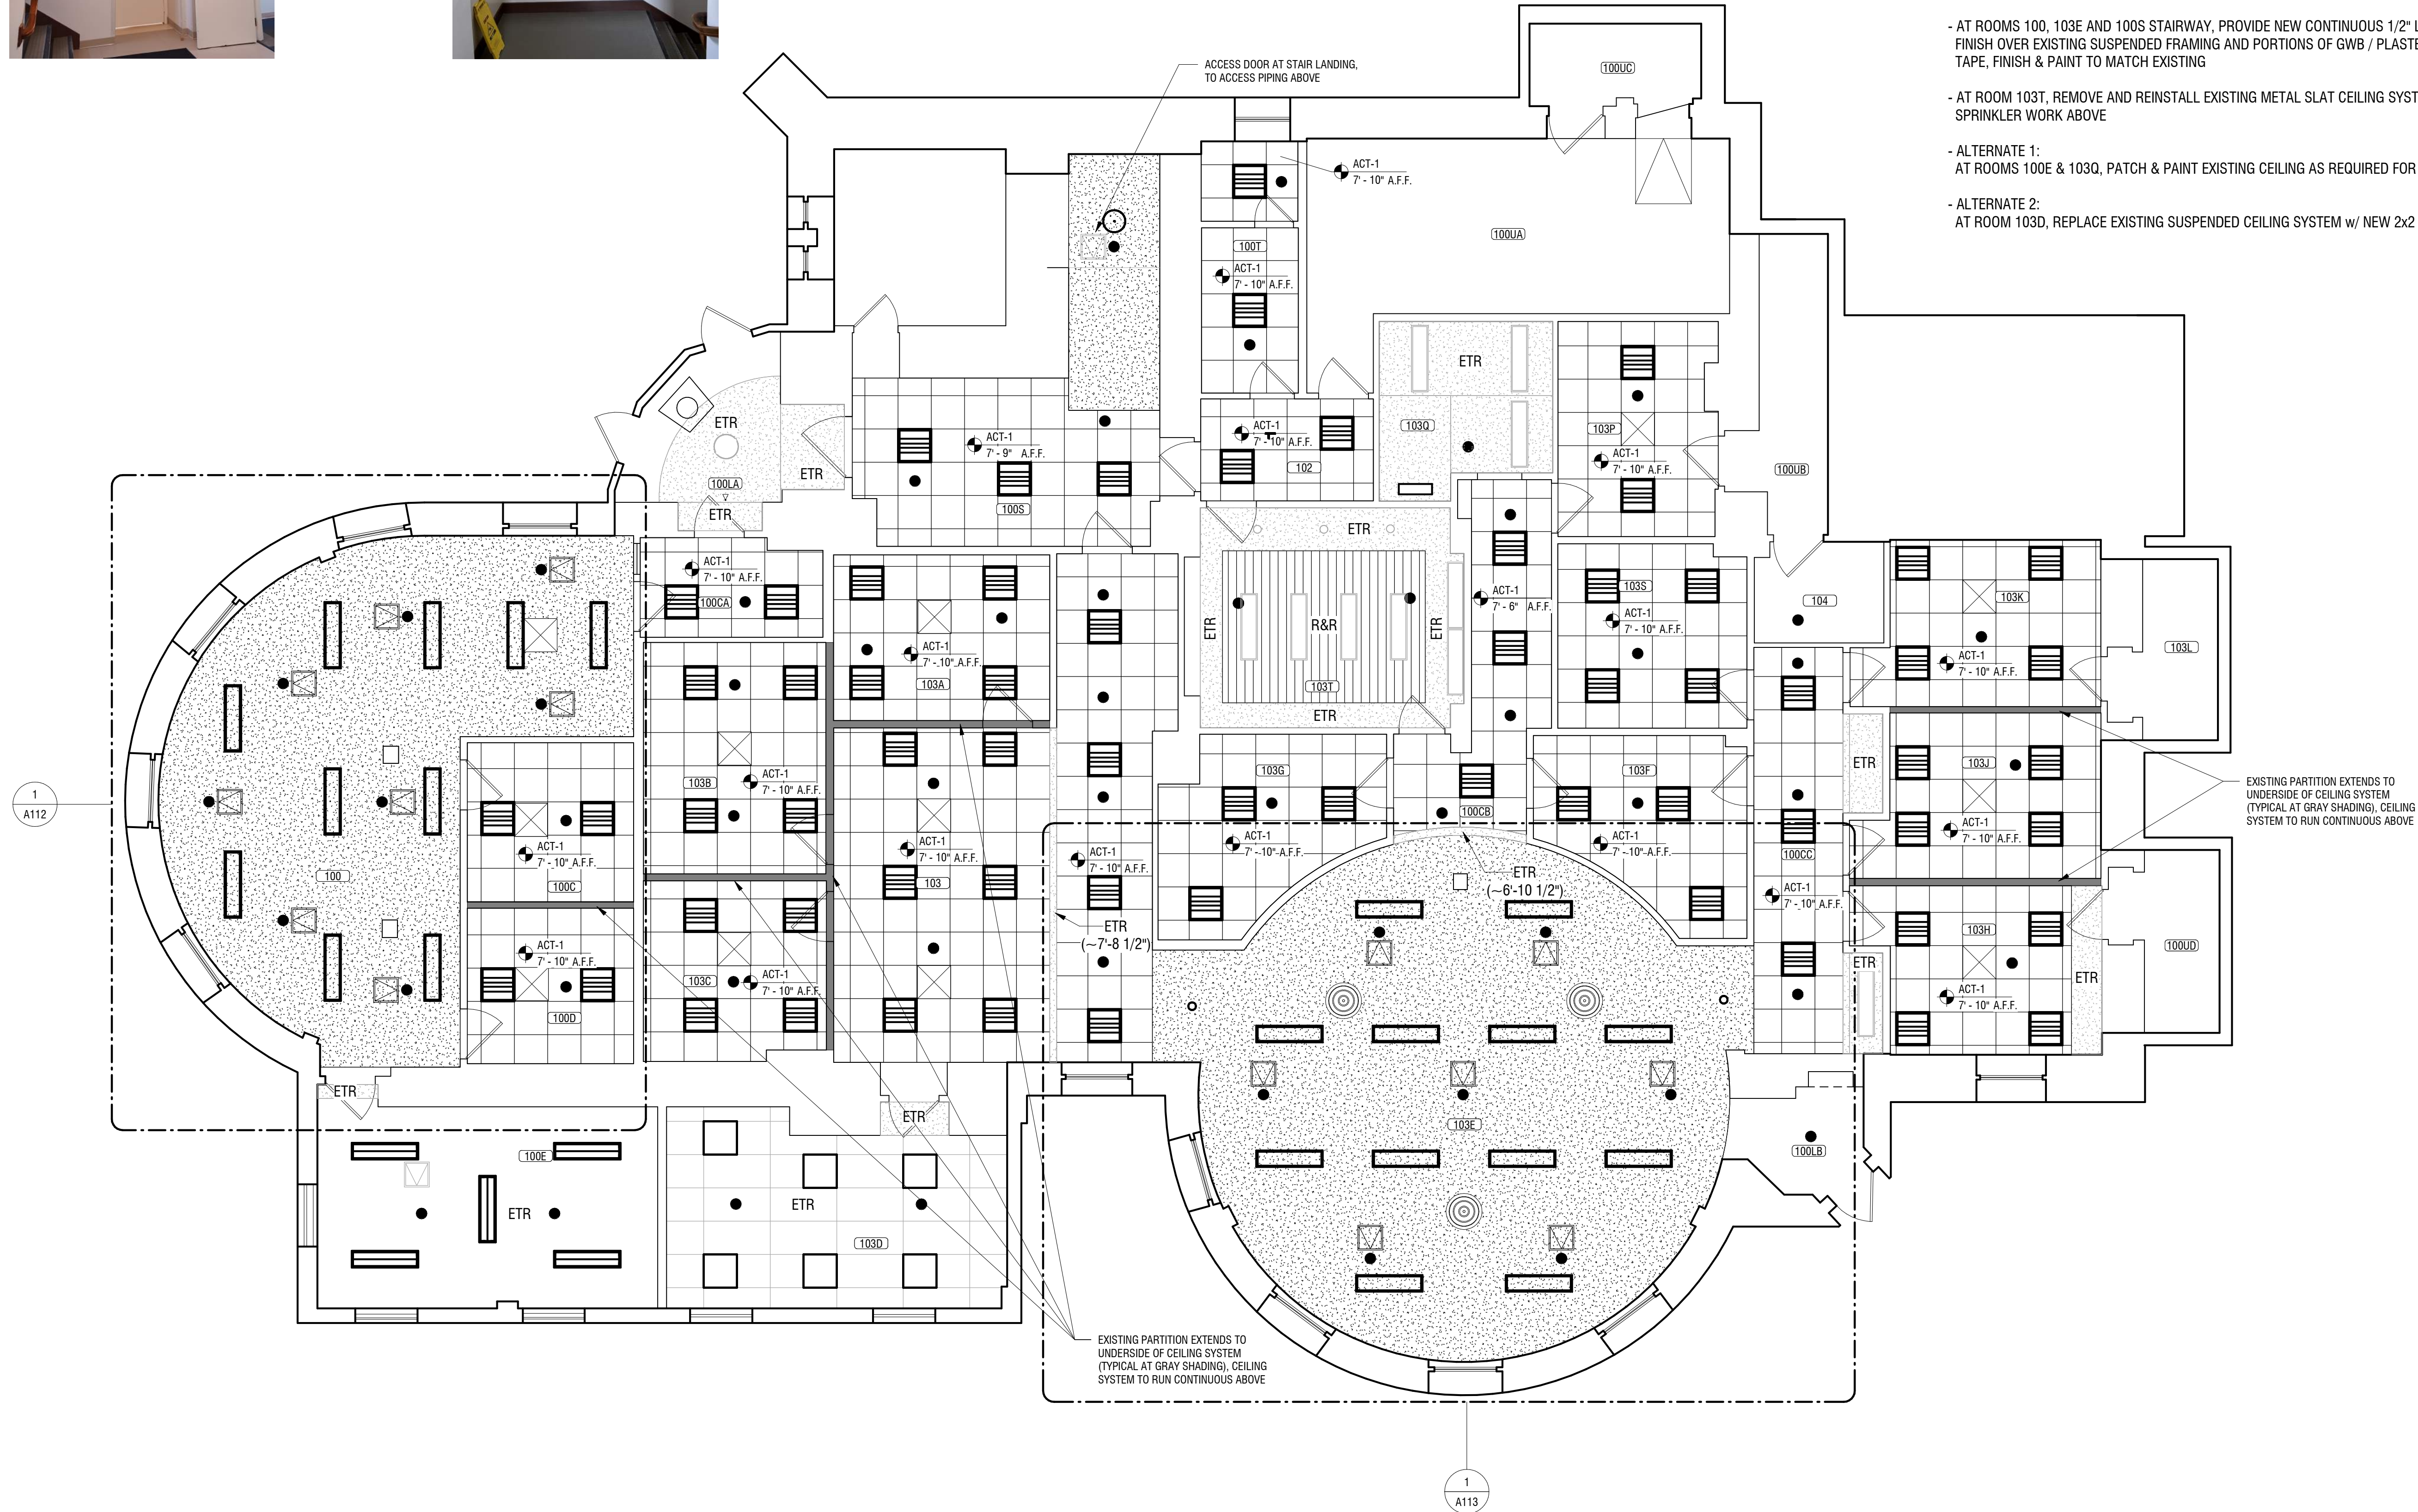 - AT ROOMS 100, 103E AND 100S STAIRWAY, PROVIDE NEW CONTINUOUS 1/2"
FINISH OVER EXISTING SUSPENDED FRAMING AND PORTIONS OF GWB /
TAPE, FINISH & PAINT TO MATCH EXISTING
- AT ROOM 103T, REMOVE AND REINSTALL EXISTING METAL SLAT CEILING
SPRINKLER WORK ABOVE
- ALTERNATE 1:
AT ROOMS 100E & 103Q, PATCH & PAINT EXISTING CEILING AS REQUIRED FOR
- ALTERNATE 2:
AT ROOM 103D, REPLACE EXISTING SUSPENDED CEILING SYSTEM w/ NEW 2x2
ACCESS DOOR AT STAIR LANDING,
TO ACCESS PIPING ABOVE
100UC
ACT-1
7' - 10" A.F.F.
100UA
100T
ACT-1
7' - 10" A.F.F.
ETR
103Q
103P
ACT-1
7' - 10" A.F.F.
100UB
ETR
ETR
100LA
ETR
ACT-1
7' - 9" A.F.F.
100S
ACT-1
7' - 10" A.F.F.
102
ETR
ETR
R&R
ETR
103T
ETR
ACT-1
7' - 6" A.F.F.
103S
ACT-1
7' - 10" A.F.F.
104
103K
ACT-1
7' - 10" A.F.F.
103L
ACT-1
7' - 10" A.F.F.
100CA
ACT-1
7' - 10" A.F.F.
103A
103B
ACT-1
7' - 10" A.F.F.
103G
ACT-1
7' - 10" A.F.F.
100CB
103F
ACT-1
7' - 10" A.F.F.
ETR
103J
ACT-1
7' - 10" A.F.F.
EXISTING PARTITION EXTENDS TO
UNDERSIDE OF CEILING SYSTEM
(TYPICAL AT GRAY SHADING), CEILING
SYSTEM TO RUN CONTINUOUS ABOVE
1
A112
100
ACT-1
7' - 10" A.F.F.
100C
ACT-1
7' - 10" A.F.F.
103
ACT-1
7' - 10" A.F.F.
ETR
(~7'-8 1/2")
ETR
(~6'-10 1/2")
100CC
ACT-1
7' - 10" A.F.F.
ETR
103H
ACT-1
7' - 10" A.F.F.
ETR
100UD
ACT-1
7' - 10" A.F.F.
100D
103C
ACT-1
7' - 10" A.F.F.
ETR
ETR
100E
ETR
ETR
103D
103E
100LB
EXISTING PARTITION EXTENDS TO
UNDERSIDE OF CEILING SYSTEM
(TYPICAL AT GRAY SHADING), CEILING
SYSTEM TO RUN CONTINUOUS ABOVE
1
A113